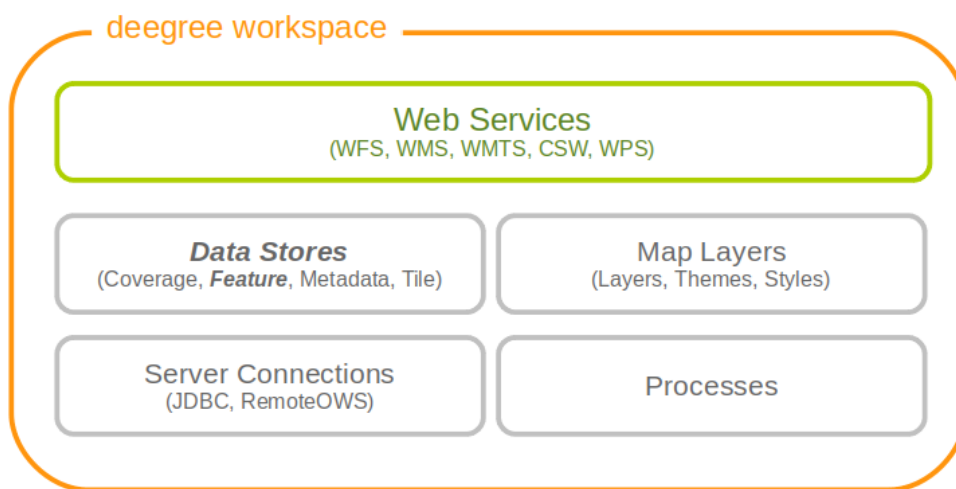 deegree workspace
Web Services
(WFS, WMS, WMTS, CSW, WPS)
Data Stores
(Coverage, Feature, Metadata, Tile)
Map Layers
(Layers, Themes, Styles)
Server Connections
(JDBC, RemoteOWS)
Processes